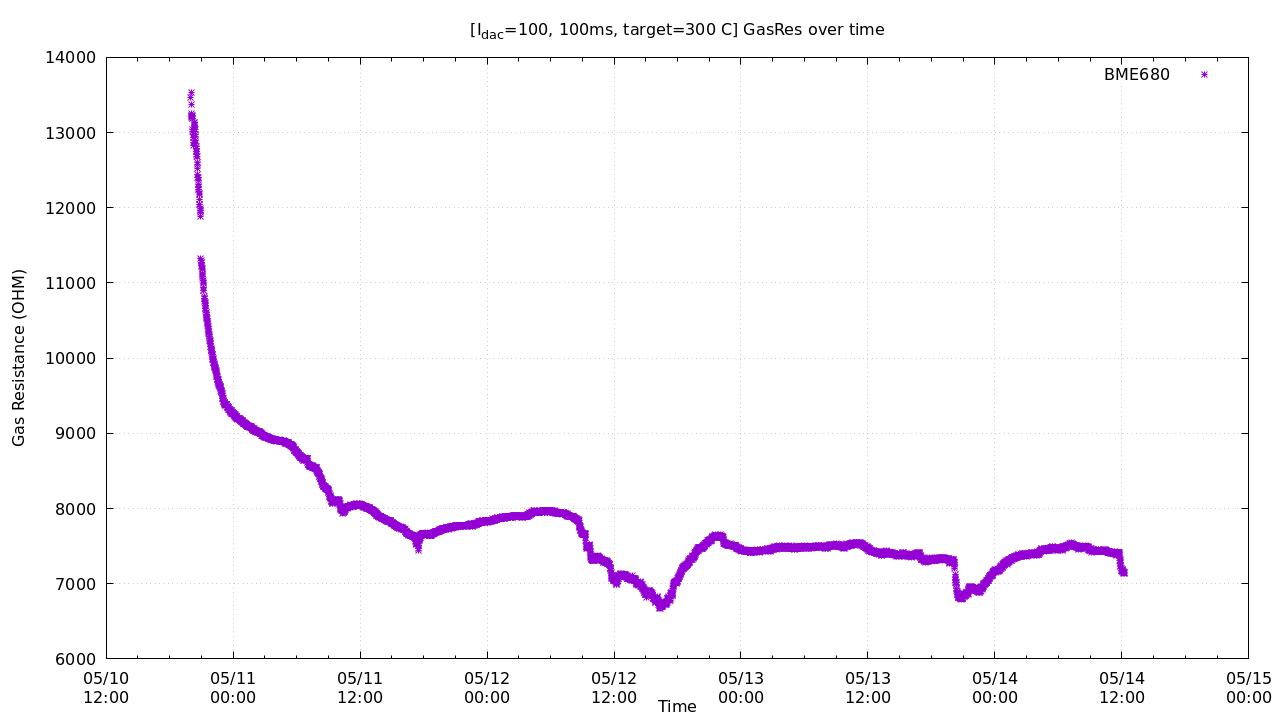 [Idac=100, 100ms, target=300 C] GasRes over time
BME680
14000
13000
12000
11000
10000
9000
8000
7000
6000
Gas Resistance (OHM)
05/10 05/11 05/11 05/12 05/12 05/13 05/13 05/14 05/14 05/15
12:00 00:00 12:00 00:00 12:00 00:00 12:00 00:00 12:00 00:00
Time